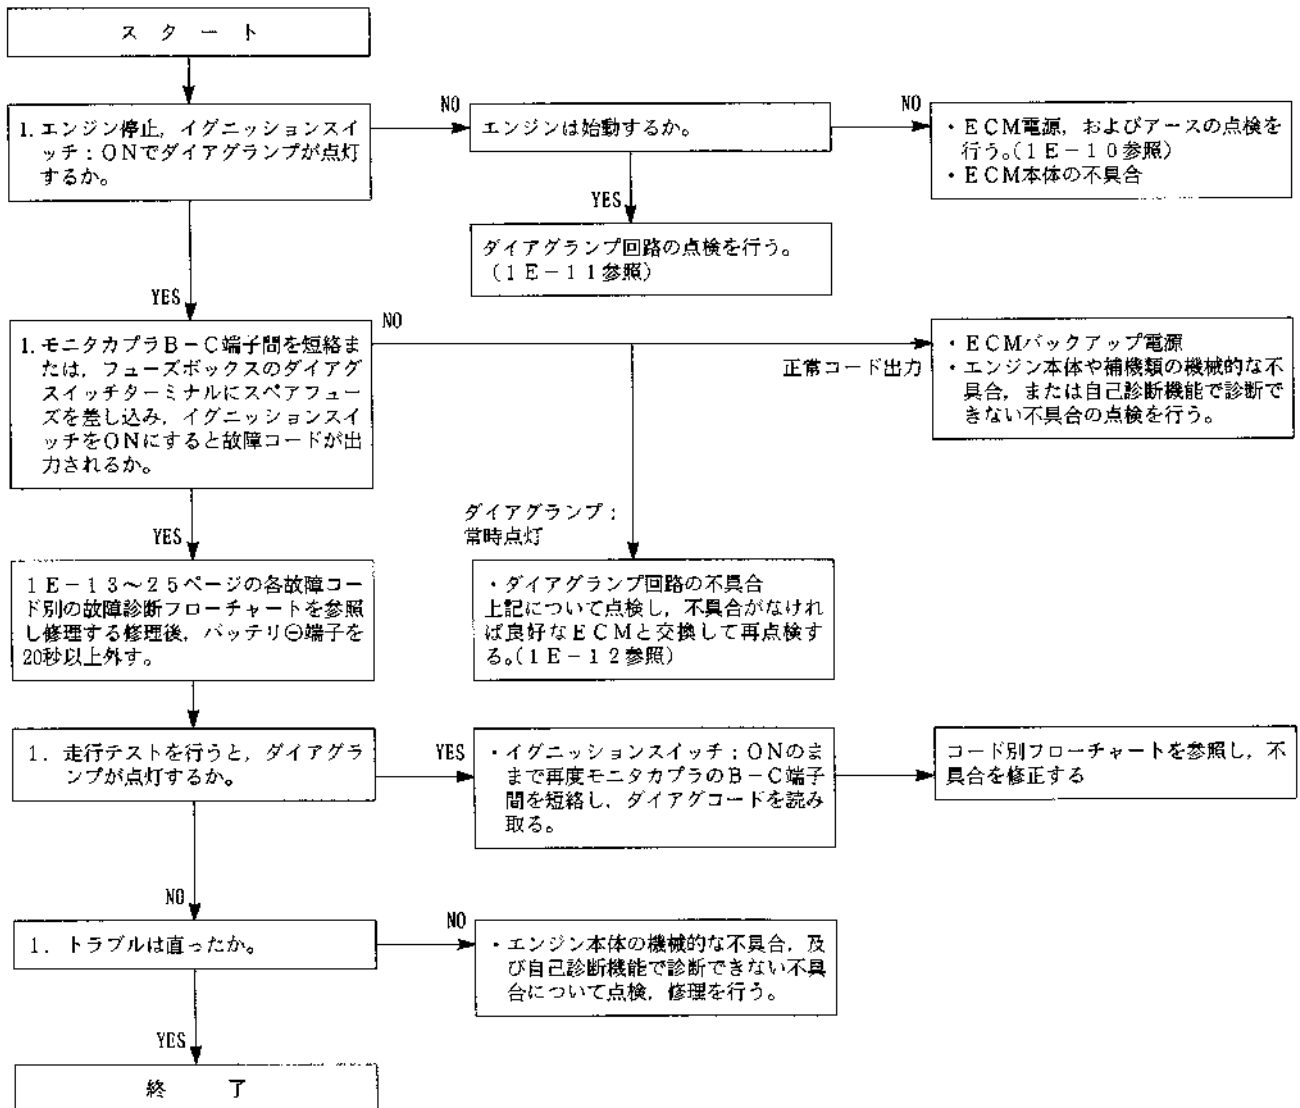 スタート
1. エンジン停止，イグニッションスイ
ッチ：ONでダイアグランプが点灯
するか。
NO
エンジンは始動するか。
NO
・ECM電源，およびアースの点検を
行う。（1E－10参照）
・ECM本体の不具合
YES
ダイアグランプ回路の点検を行う。
（1E－11参照）
YES
1. モニタカプラB－C端子間を短絡ま
たは，フューズボックスのダイアグ
スイッチターミナルにスペアフュー
ズを差し込み，イグニッションスイ
ッチをONにすると故障コードが出
力されるか。
NO
正常コード出力
・ECMバックアップ電源
・エンジン本体や補機類の機械的な不
具合，または自己診断機能で診断で
きない不具合の点検を行う。
ダイアグランプ：
常時点灯
・ダイアグランプ回路の不具合
上記について点検し，不具合がなけれ
ば良好なECMと交換して再点検す
る。（1E－12参照）
YES
1E－13～25ページの各故障コー
ド別の故障診断フローチャートを参照
し修理する修理後，バッテリ⊖端子を
20秒以上外す。
1. 走行テストを行うと，ダイアグラ
ンプが点灯するか。
YES
・イグニッションスイッチ：ONのま
まで再度モニタカプラのB－C端子
間を短絡し，ダイアグコードを読み
取る。
コード別フローチャートを参照し，不
具合を修正する
NO
1. トラブルは直ったか。
NO
・エンジン本体の機械的な不具合，及
び自己診断機能で診断できない不具
合について点検，修理を行う。
YES
終了